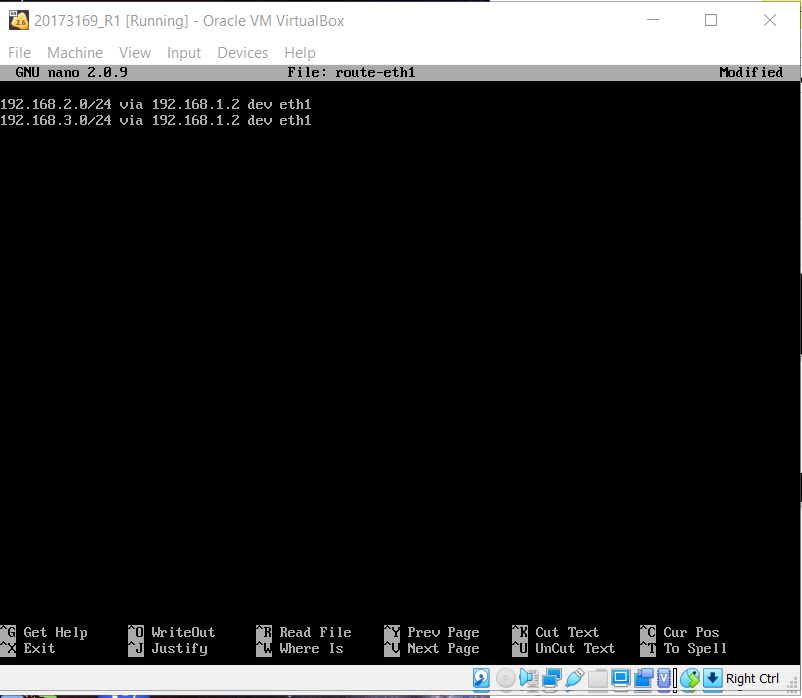 20173169_R1 [Running] - Oracle VM VirtualBox
File Machine View Input Devices Help
GNU nano 2.0.9 File: route-eth1 Modified
192.168.2.0/24 via 192.168.1.2 dev eth1
192.168.3.0/24 via 192.168.1.2 dev eth1
^G Get Help ^O WriteOut ^R Read File ^Y Prev Page ^K Cut Text ^C Cur Pos
^X Exit ^J Justify ^W Where Is ^V Next Page ^U UnCut Text ^T To Spell
Right Ctrl